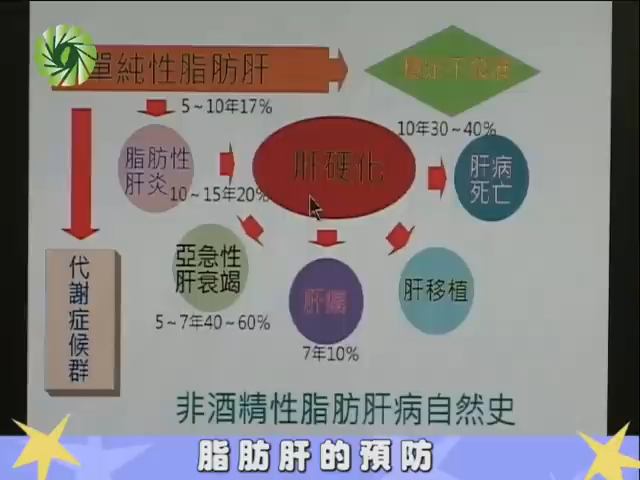 單純性脂肪肝
5~10年17%
10年30~40%
脂肪性
肝炎
10~15年20%
肝硬化
肝病
死亡
代謝症候群
亞急性
肝衰竭
5~7年40~60%
肝癌
7年10%
肝移植
非酒精性脂肪肝病自然史
脂肪肝的預防